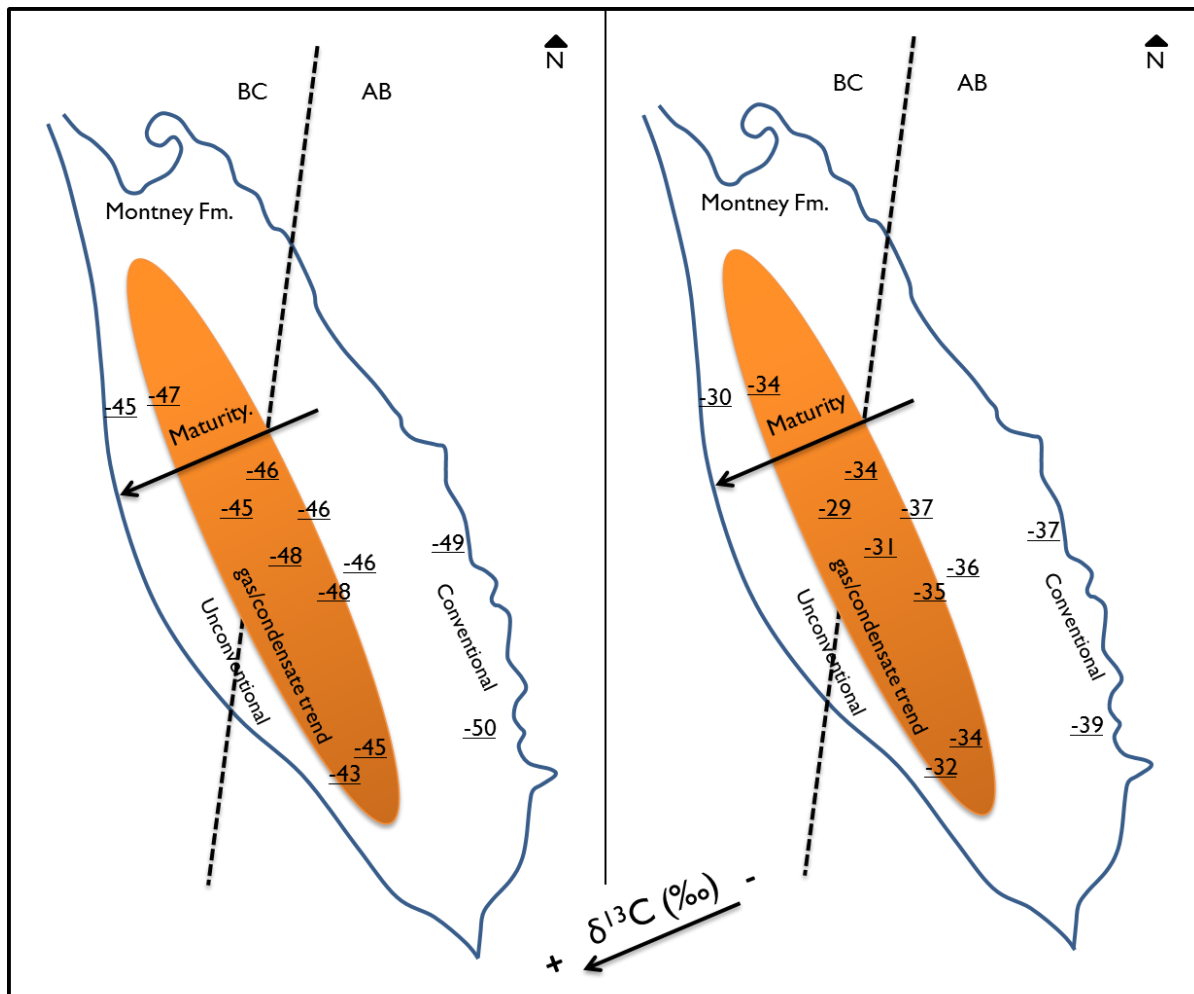 N
BC AB
Montney Fm.
-45 -47
Maturity.
-46
-45 -46
-49
-48 -46
-48
Unconventional
gas/condensate trend
Conventional
-50
-45
-43
N
BC AB
Montney Fm.
-30 -34
Maturity
-34
-29 -37
-37
-31
-36
-35
Unconventional
gas/condensate trend
Conventional
-39
-34
-32
δ¹³C (‰) -
+